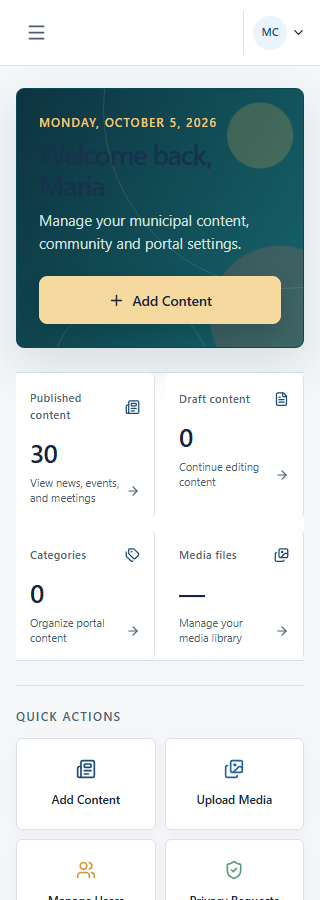 MC
MONDAY, OCTOBER 5, 2026
Welcome back,
Maria
Manage your municipal content,
community and portal settings.
Add Content
Published
content
30
View news, events,
and meetings
Draft content
0
Continue editing
content
Categories
0
Organize portal
content
Media files
—
Manage your
media library
QUICK ACTIONS
Add Content
Upload Media
Manage Users
Privacy Requests